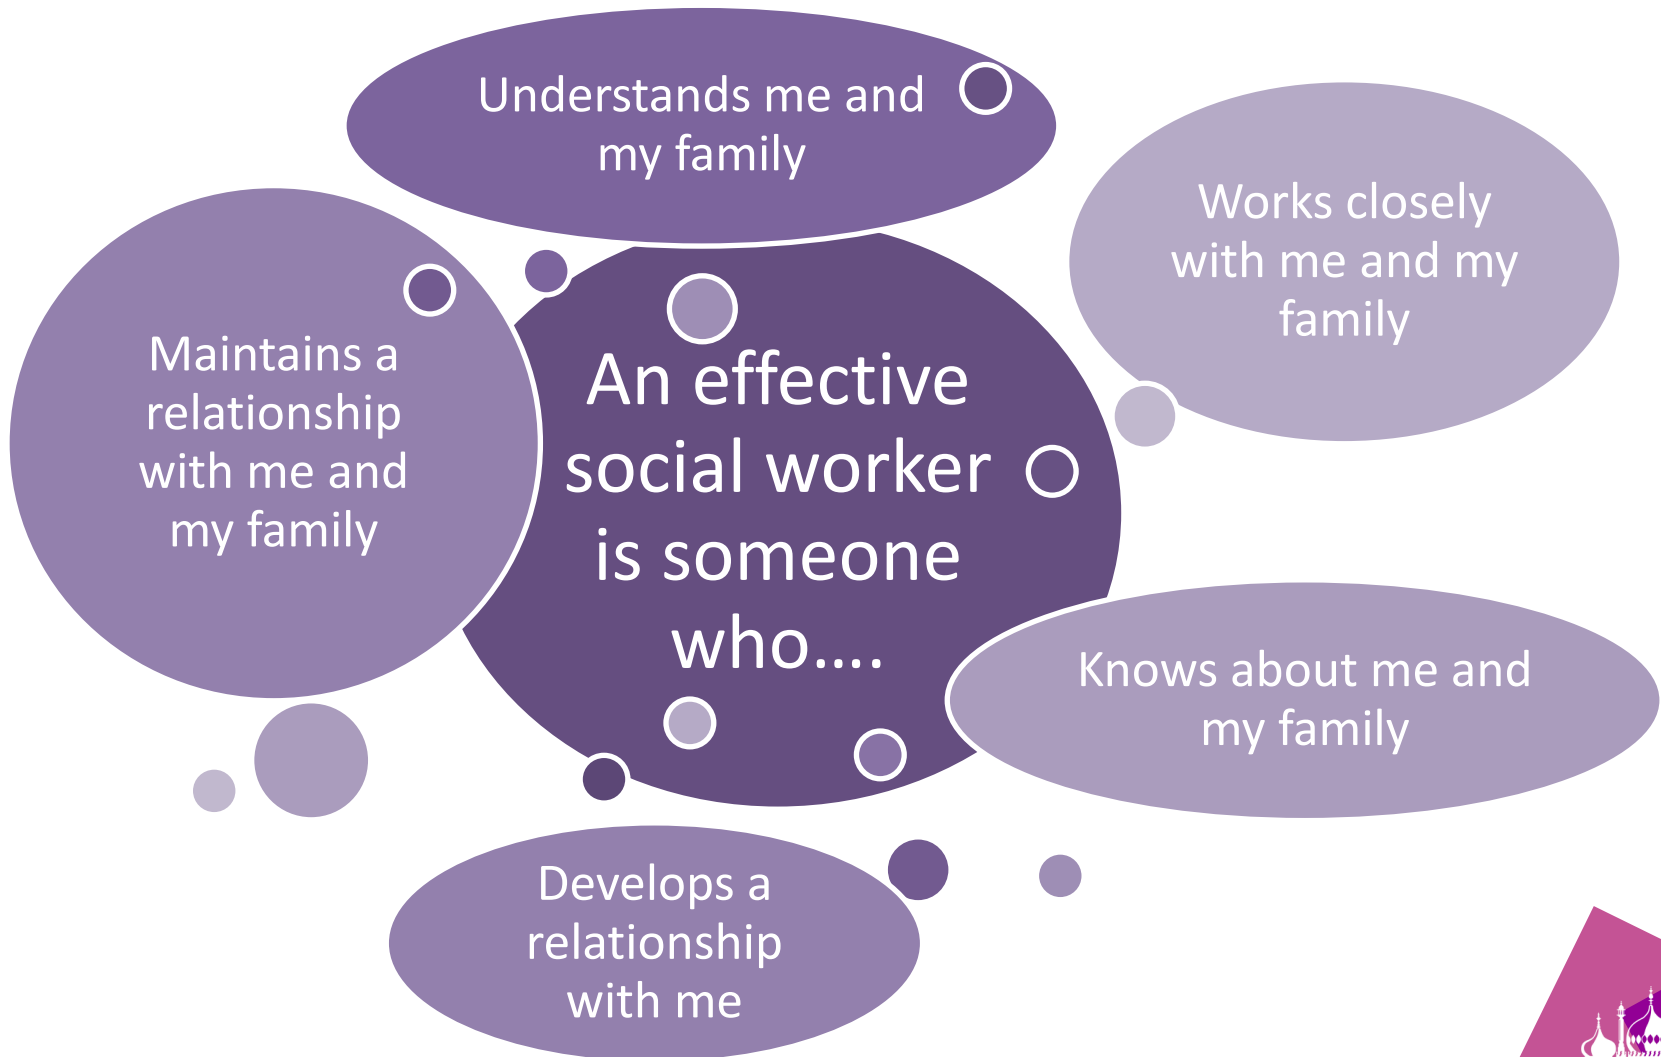 Understands me and
my family
Works closely
with me and my
family
Maintains a
relationship
with me and
my family
An effective
social worker
is someone
who....
Knows about me and
my family
Develops a
relationship
with me